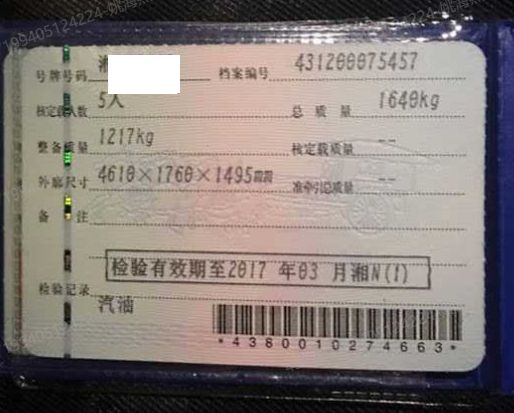 号牌号码 湘 档案编号 431200075457
核定载人数 5人 总质量 1640kg
整备质量 1217kg 核定载质量 --
外廓尺寸 4610×1760×1495mm 准牵引总质量 --
备注
检验有效期至2017年03月湘N(1)
检验记录
汽油
*4380010274663*